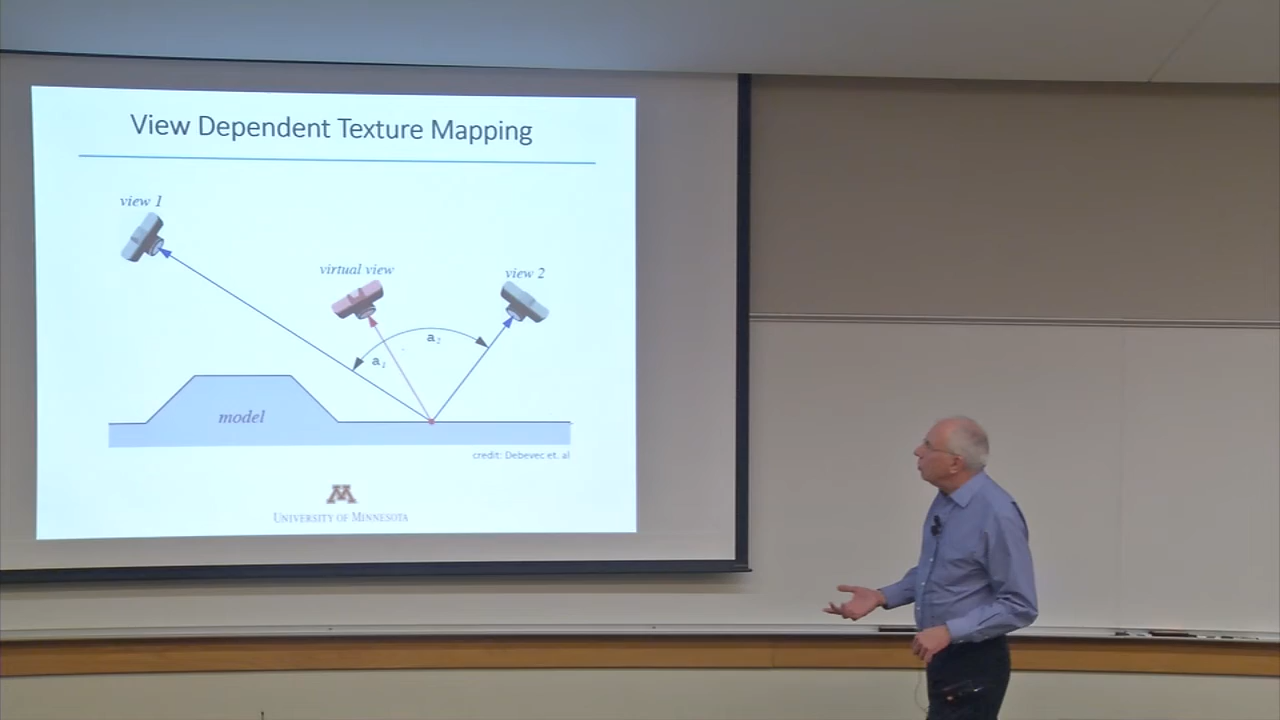 View Dependent Texture Mapping
view 1
virtual view
view 2
a₂
a₁
model
credit: Debevec et. al
M
UNIVERSITY OF MINNESOTA